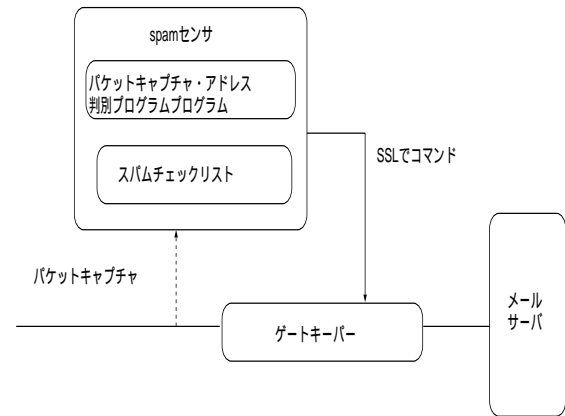 spamセンサ
パケットキャプチャ・アドレス
判別プログラムプログラム
スパムチェックリスト
SSLでコマンド
パケットキャプチャ
ゲートキーパー
メール
サーバ